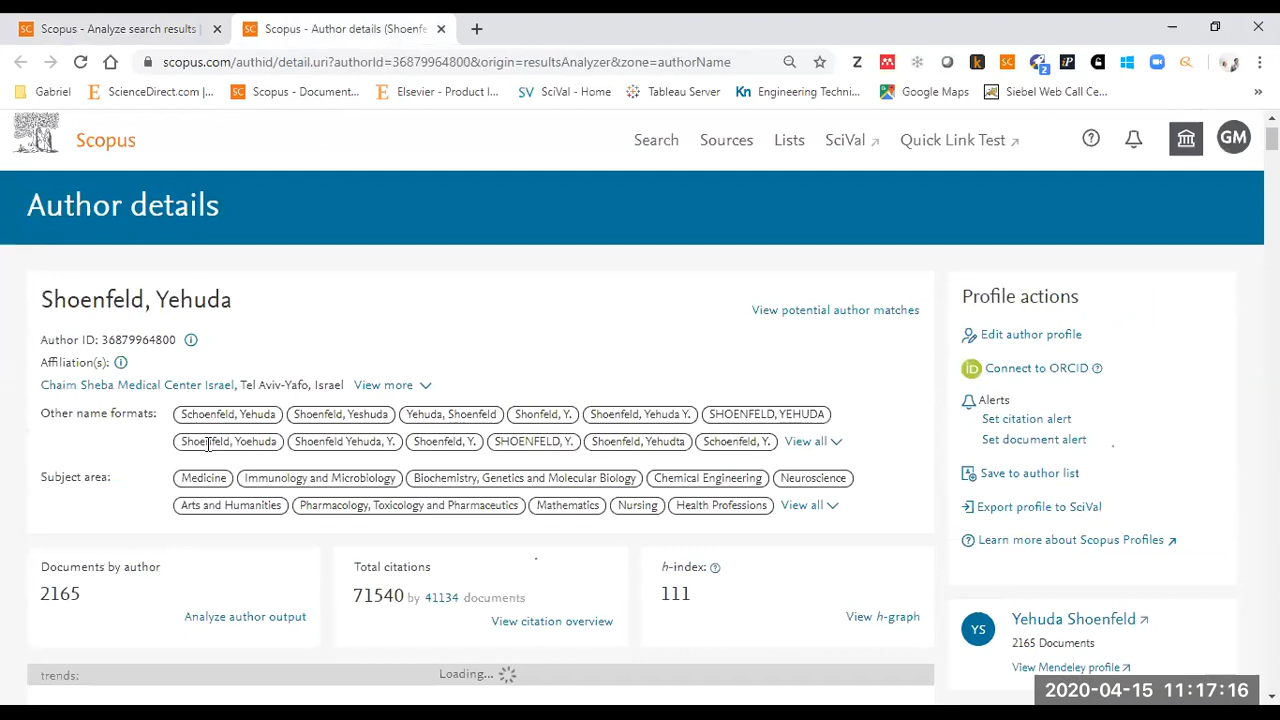 Scopus - Analyze search results
Scopus - Author details (Shoenfe
scopus.com/authid/detail.uri?authorId=36879964800&origin=resultsAnalyzer&zone=authorName
Gabriel
ScienceDirect.com |...
Scopus - Document...
Elsevier - Product I...
SciVal - Home
Tableau Server
Engineering Techni...
Google Maps
Siebel Web Call Ce...
Scopus
Search
Sources
Lists
SciVal
Quick Link Test
GM
Author details
Shoenfeld, Yehuda
View potential author matches
Author ID: 36879964800
Affiliation(s):
Chaim Sheba Medical Center Israel, Tel Aviv-Yafo, Israel View more
Other name formats: Schoenfeld, Yehuda Shoenfeld, Yeshuda Yehuda, Shoenfeld Shonfeld, Y. Shoenfeld, Yehuda Y. SHOENFELD, YEHUDA
Shoenfeld, Yoehuda Shoenfeld Yehuda, Y. Shoenfeld, Y. SHOENFELD, Y. Shoenfeld, Yehudta Schoenfeld, Y. View all
Subject area: Medicine Immunology and Microbiology Biochemistry, Genetics and Molecular Biology Chemical Engineering Neuroscience
Arts and Humanities Pharmacology, Toxicology and Pharmaceutics Mathematics Nursing Health Professions View all
Documents by author
2165
Analyze author output
Total citations
71540 by 41134 documents
View citation overview
h-index:
111
View h-graph
trends:
Loading...
Profile actions
Edit author profile
Connect to ORCID
Alerts
Set citation alert
Set document alert
Save to author list
Export profile to SciVal
Learn more about Scopus Profiles
YS
Yehuda Shoenfeld
2165 Documents
View Mendeley profile
2020-04-15 11:17:16